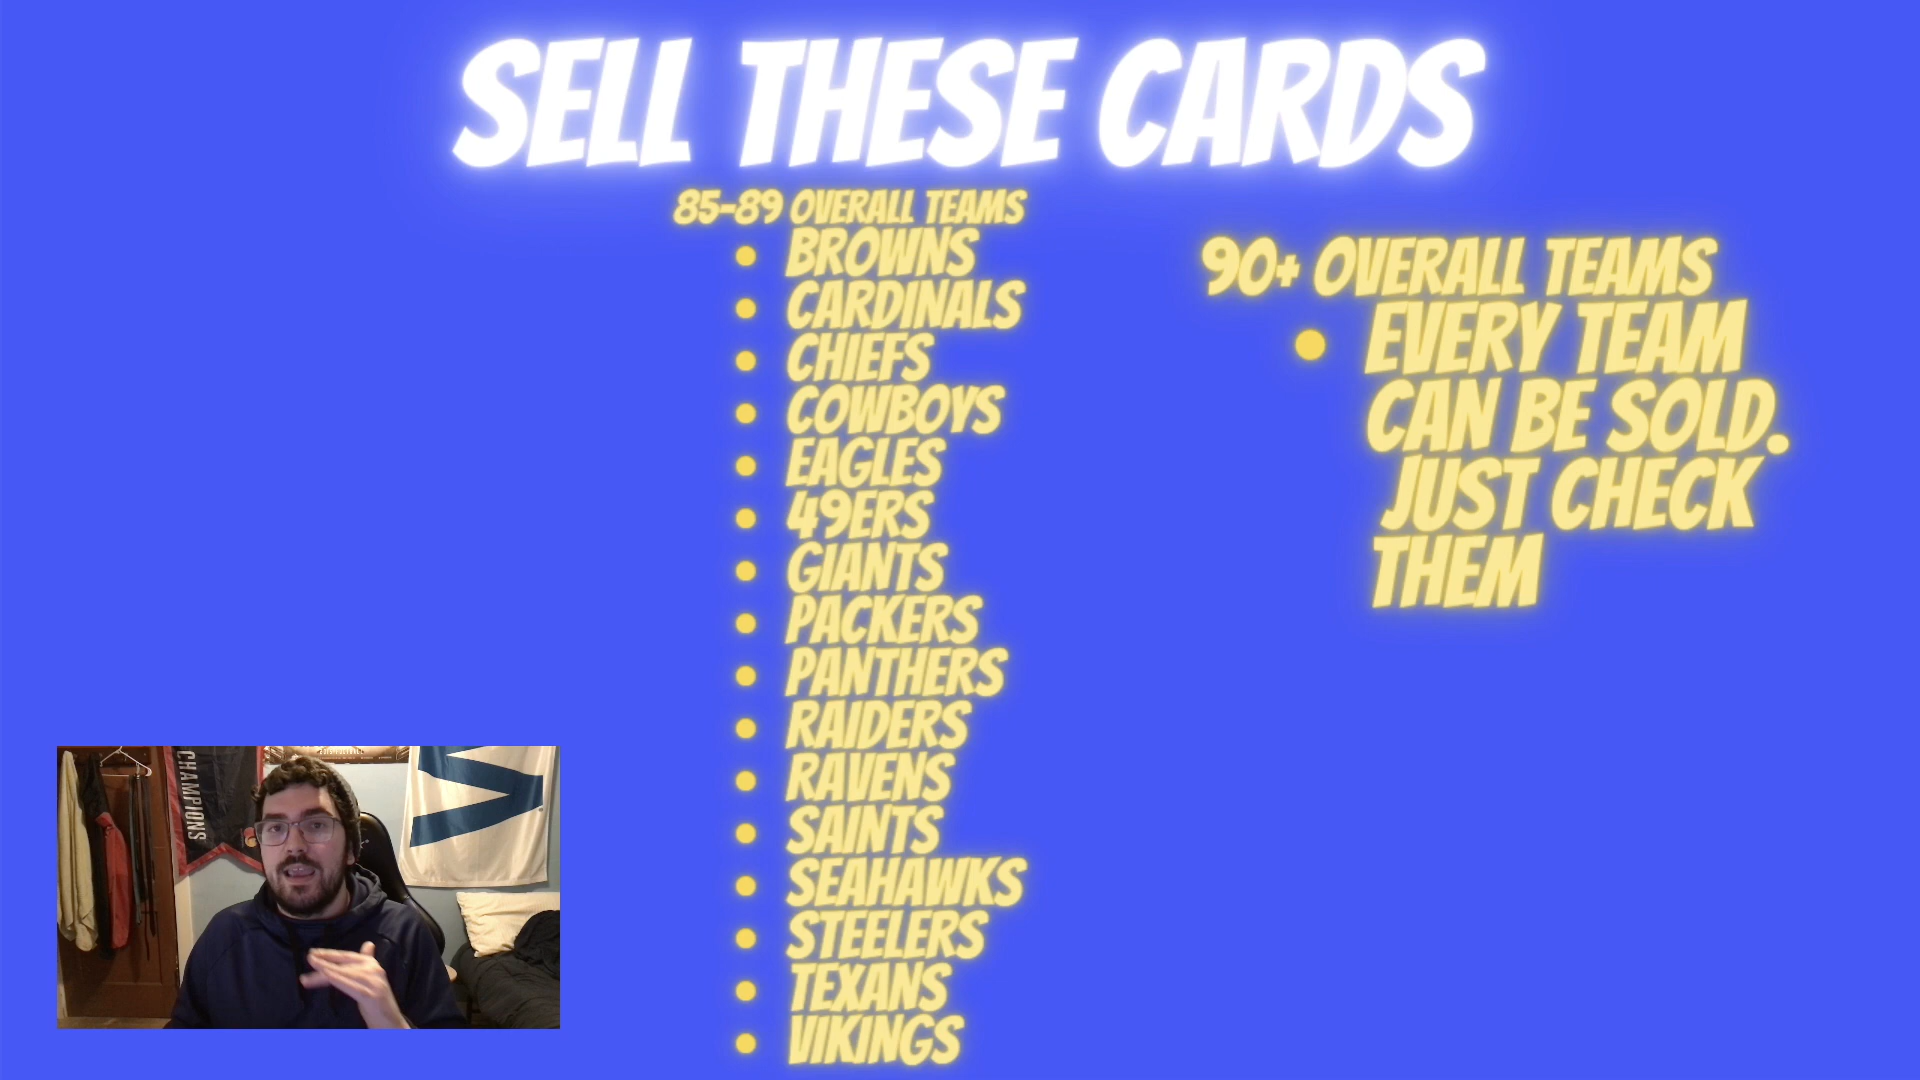 SELL THESE CARDS
85-89 OVERALL TEAMS
• BROWNS
• CARDINALS
• CHIEFS
• COWBOYS
• EAGLES
• 49ERS
• GIANTS
• PACKERS
• PANTHERS
• RAIDERS
• RAVENS
• SAINTS
• SEAHAWKS
• STEELERS
• TEXANS
• VIKINGS
90+ OVERALL TEAMS
• EVERY TEAM
CAN BE SOLD.
JUST CHECK
THEM
CHAMPIONS
W